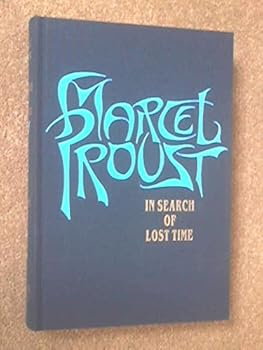 MARCEL
PROUST
IN SEARCH
OF
LOST TIME